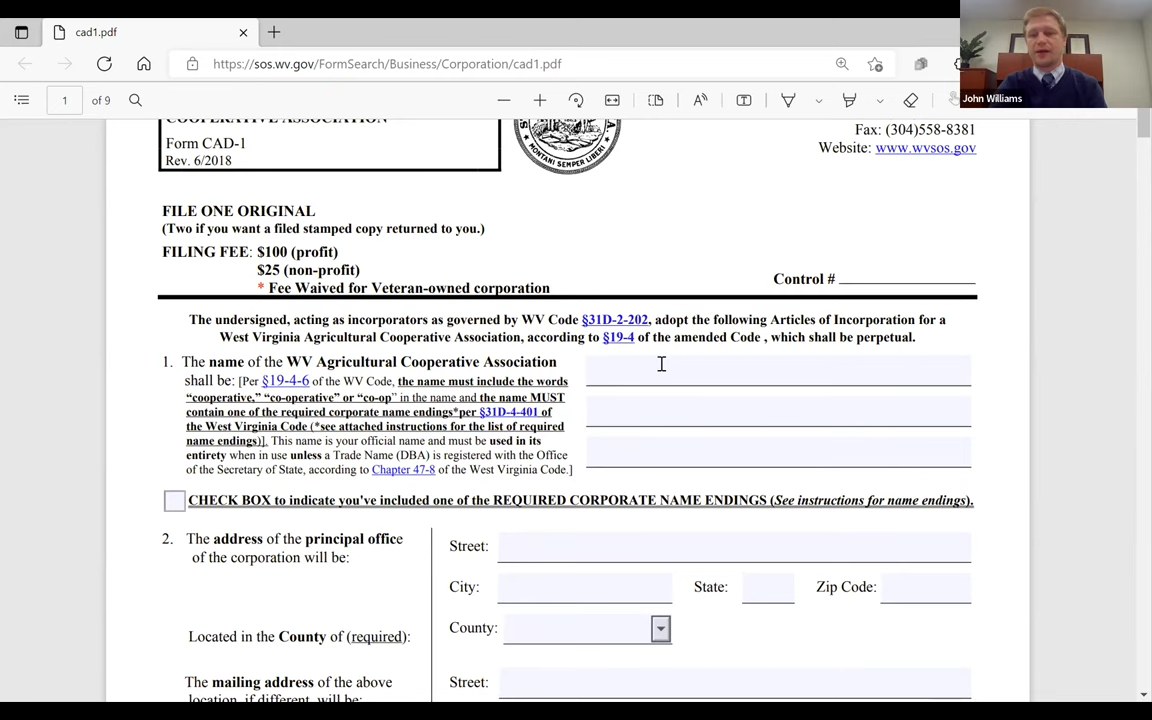 cad1.pdf
https://sos.wv.gov/FormSearch/Business/Corporation/cad1.pdf
1 of 9
John Williams
COOPERATIVE ASSOCIATION
Form CAD-1
Rev. 6/2018
MONTANI SEMPER LIBERI
Fax: (304)558-8381
Website: www.wvsos.gov
FILE ONE ORIGINAL
(Two if you want a filed stamped copy returned to you.)
FILING FEE: $100 (profit)
$25 (non-profit)
* Fee Waived for Veteran-owned corporation
Control #
The undersigned, acting as incorporators as governed by WV Code §31D-2-202, adopt the following Articles of Incorporation for a
West Virginia Agricultural Cooperative Association, according to §19-4 of the amended Code , which shall be perpetual.
1. The name of the WV Agricultural Cooperative Association
shall be: [Per §19-4-6 of the WV Code, the name must include the words
“cooperative,” “co-operative” or “co-op” in the name and the name MUST
contain one of the required corporate name endings*per §31D-4-401 of
the West Virginia Code (*see attached instructions for the list of required
name endings)]. This name is your official name and must be used in its
entirety when in use unless a Trade Name (DBA) is registered with the Office
of the Secretary of State, according to Chapter 47-8 of the West Virginia Code.]
CHECK BOX to indicate you've included one of the REQUIRED CORPORATE NAME ENDINGS (See instructions for name endings).
2. The address of the principal office
of the corporation will be:
Street:
City: State: Zip Code:
Located in the County of (required):
County:
The mailing address of the above
location, if different, will be:
Street: